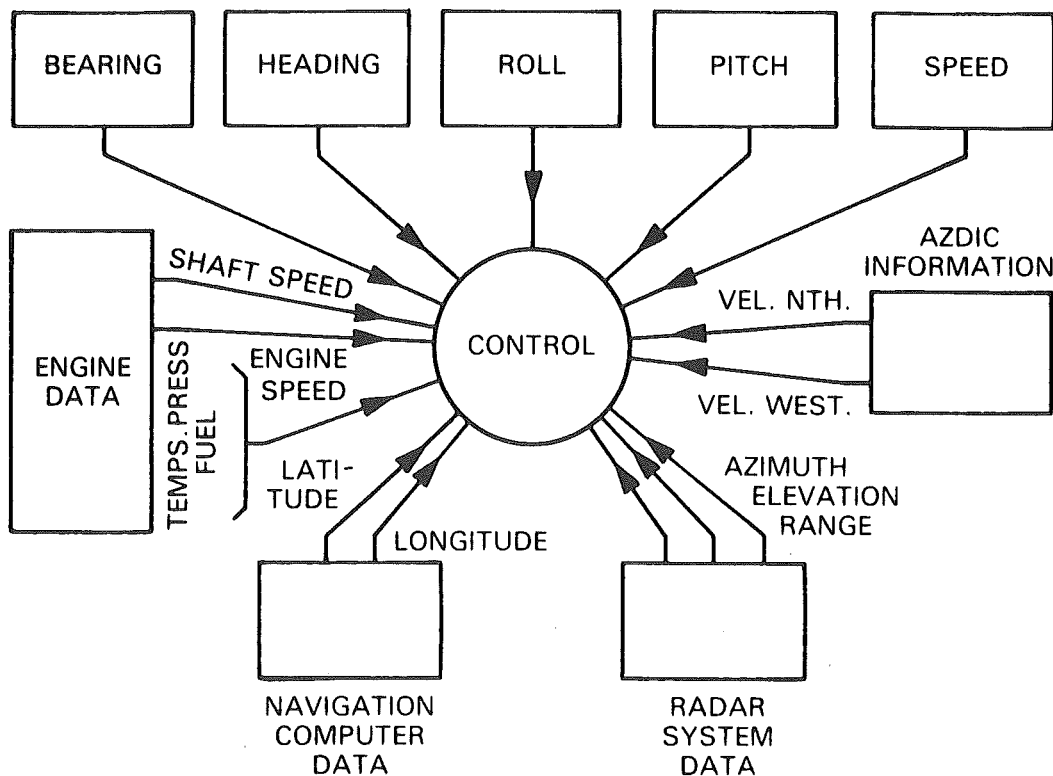 BEARING
HEADING
ROLL
PITCH
SPEED
AZDIC
INFORMATION
SHAFT SPEED
VEL. NTH.
CONTROL
ENGINE
DATA
ENGINE
SPEED
VEL. WEST.
TEMPS. PRESS
FUEL
LATI-
TUDE
LONGITUDE
AZIMUTH
ELEVATION
RANGE
NAVIGATION
COMPUTER
DATA
RADAR
SYSTEM
DATA